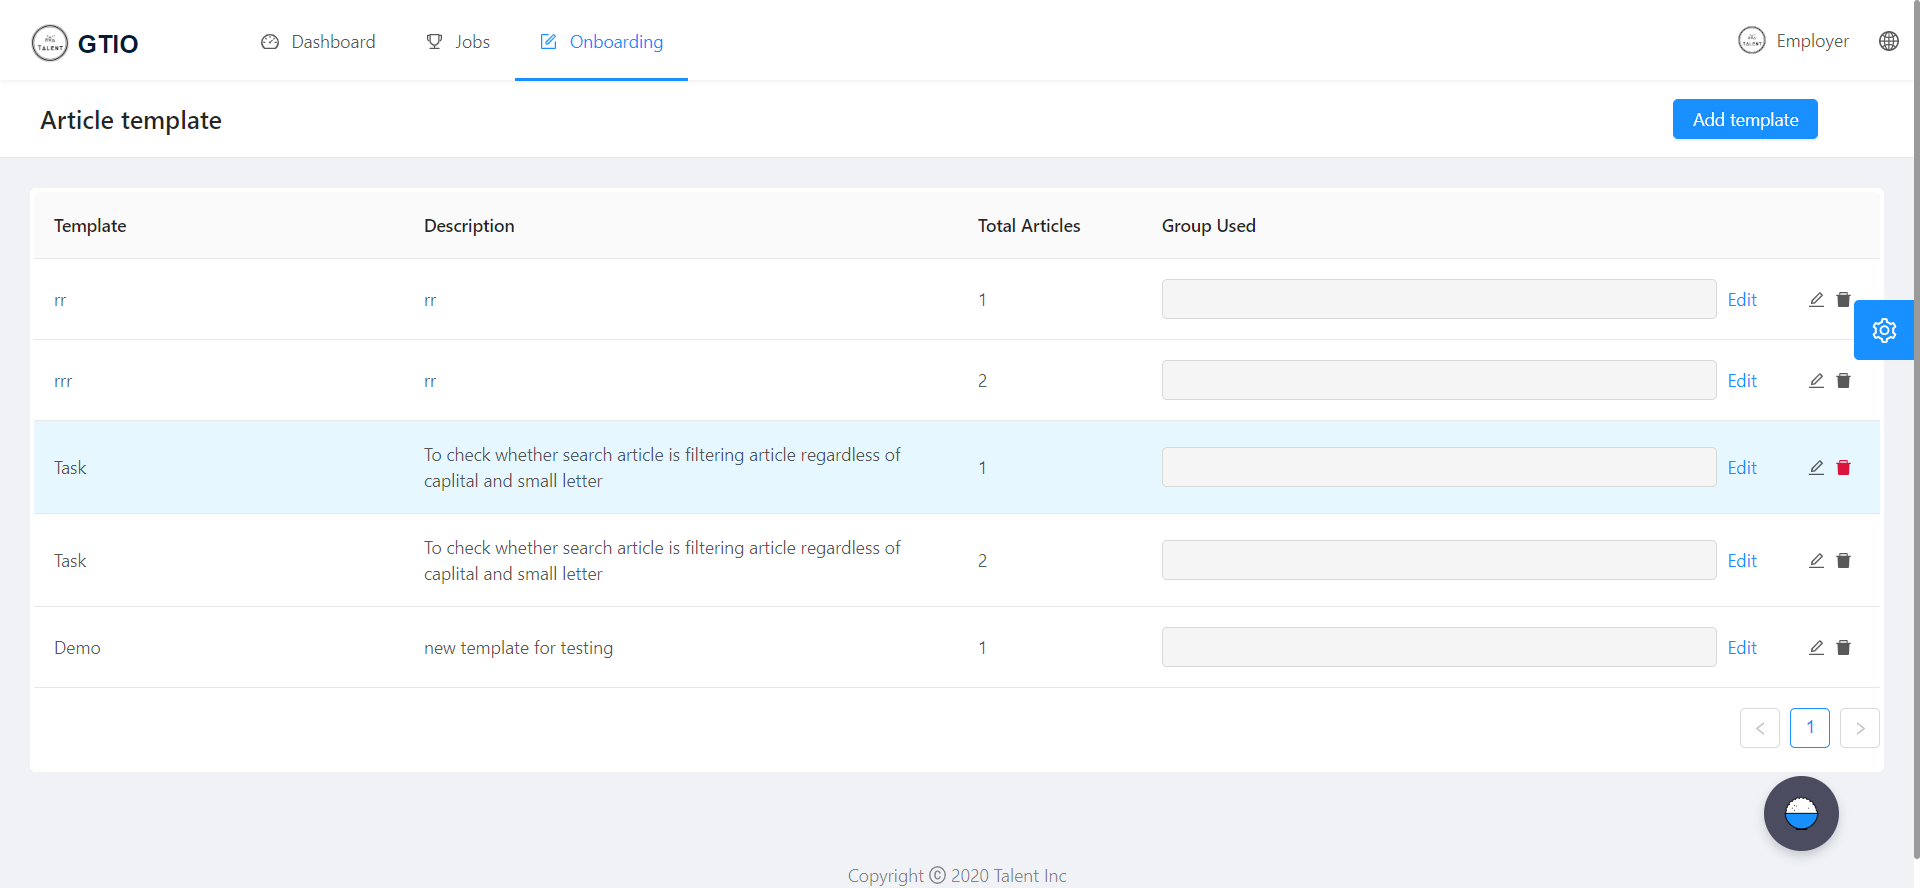 TALENT GTIO Dashboard Jobs Onboarding TALENT Employer
Article template Add template
Template Description Total Articles Group Used
rr rr 1 Edit
rrr rr 2 Edit
Task To check whether search article is filtering article regardless of
caplital and small letter 1 Edit
Task To check whether search article is filtering article regardless of
caplital and small letter 2 Edit
Demo new template for testing 1 Edit
< 1 >
Copyright © 2020 Talent Inc